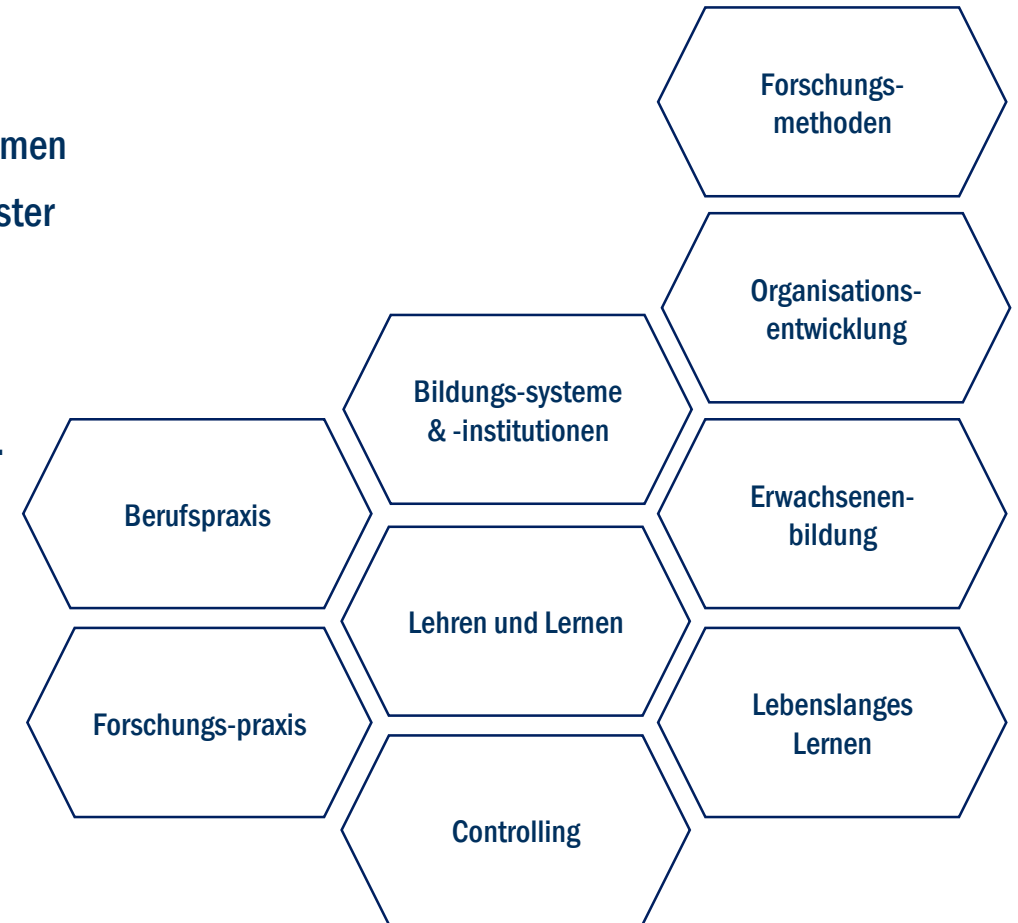 men
ster
.
Forschungs-
methoden
Organisations-
entwicklung
Bildungs-systeme
& -institutionen
Berufspraxis
Erwachsenen-
bildung
Lehren und Lernen
Forschungs-praxis
Lebenslanges
Lernen
Controlling